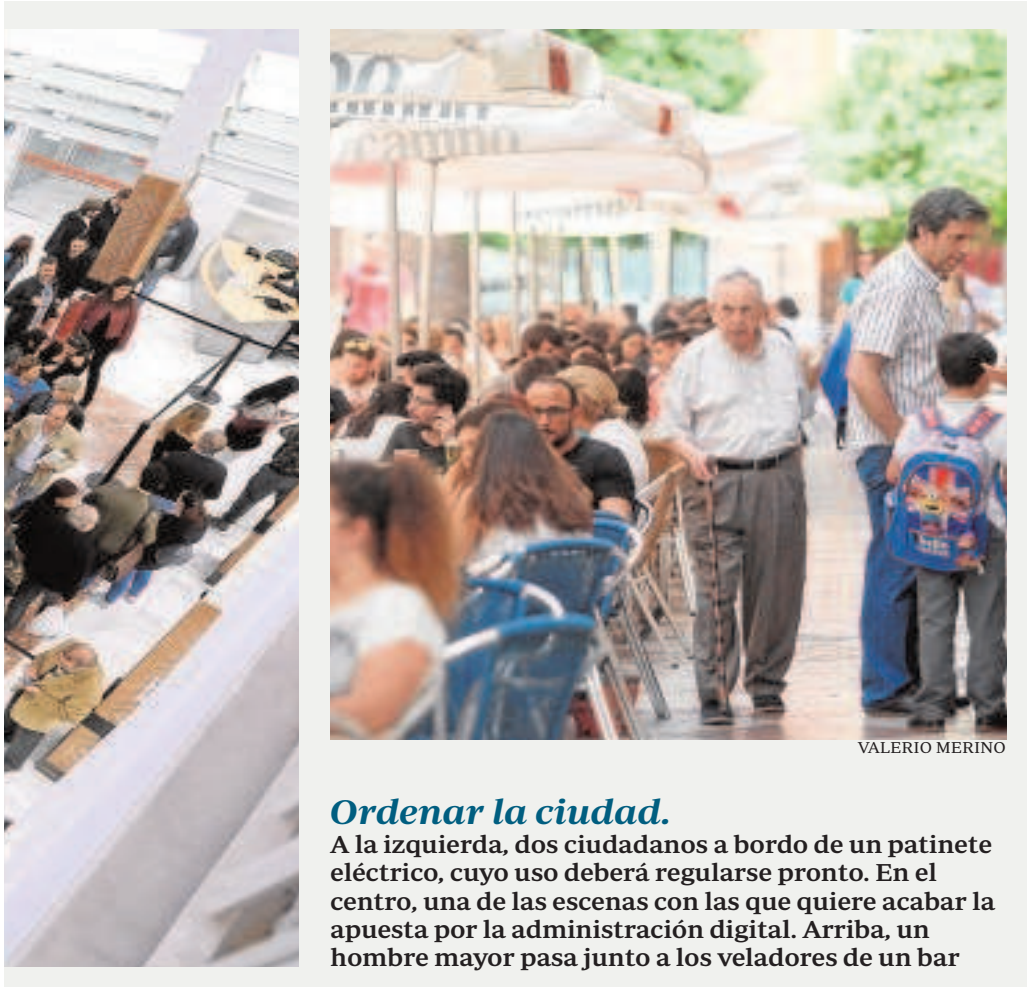 VALERIO MERINO
Ordenar la ciudad.
A la izquierda, dos ciudadanos a bordo de un patinete
eléctrico, cuyo uso deberá regularse pronto. En el
centro, una de las escenas con las que quiere acabar la
apuesta por la administración digital. Arriba, un
hombre mayor pasa junto a los veladores de un bar